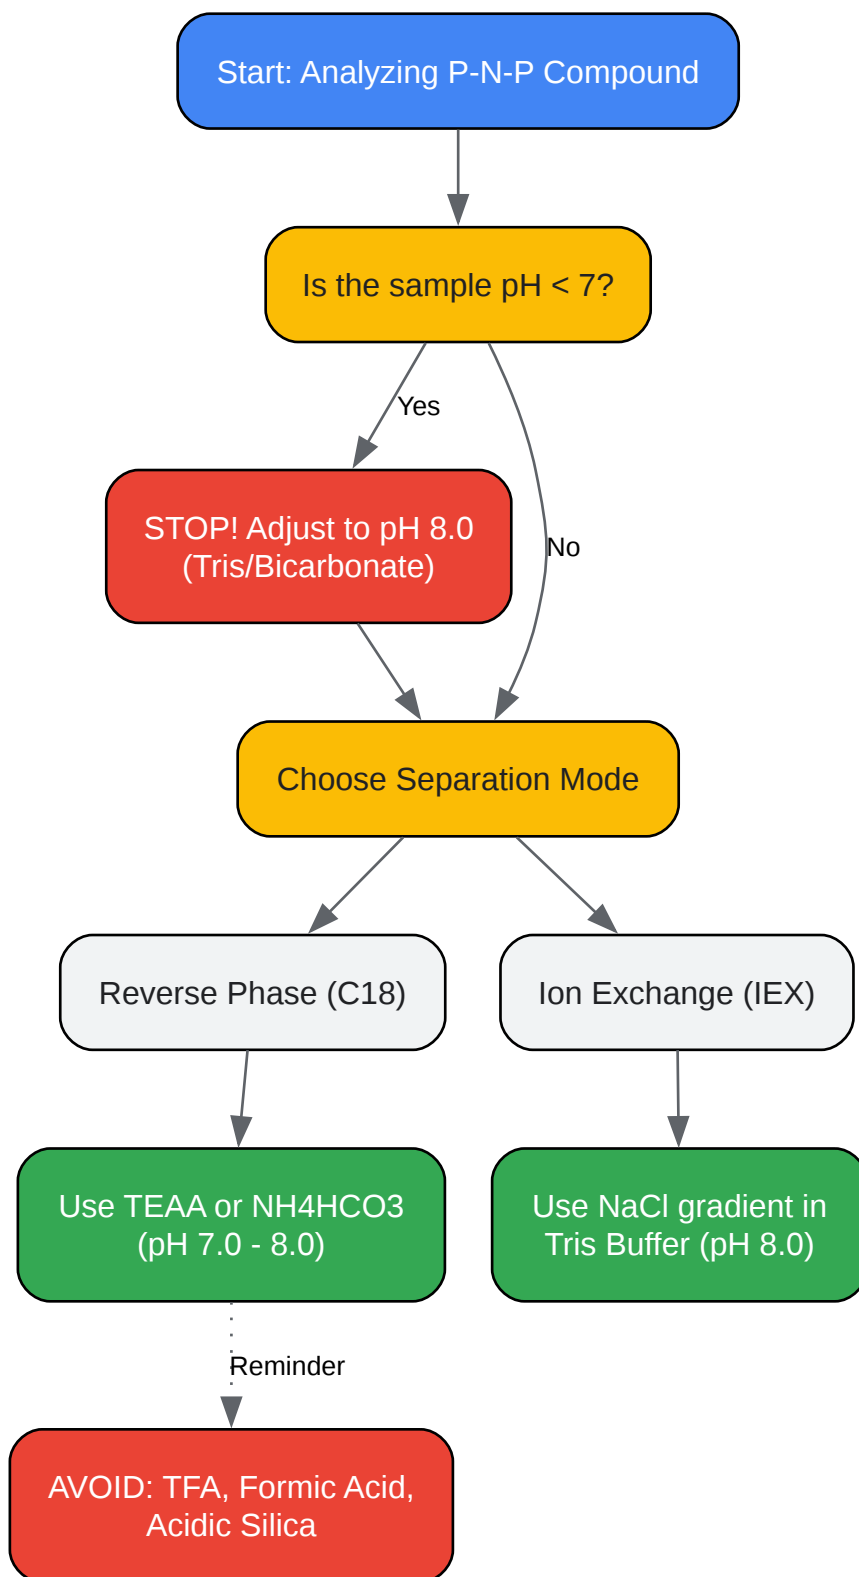 Start: Analyzing P-N-P Compound
Is the sample pH < 7?
Yes
STOP! Adjust to pH 8.0
(Tris/Bicarbonate)
No
Choose Separation Mode
Reverse Phase (C18)
Ion Exchange (IEX)
Use TEAA or NH4HCO3
(pH 7.0 - 8.0)
Use NaCl gradient in
Tris Buffer (pH 8.0)
Reminder
AVOID: TFA, Formic Acid,
Acidic Silica